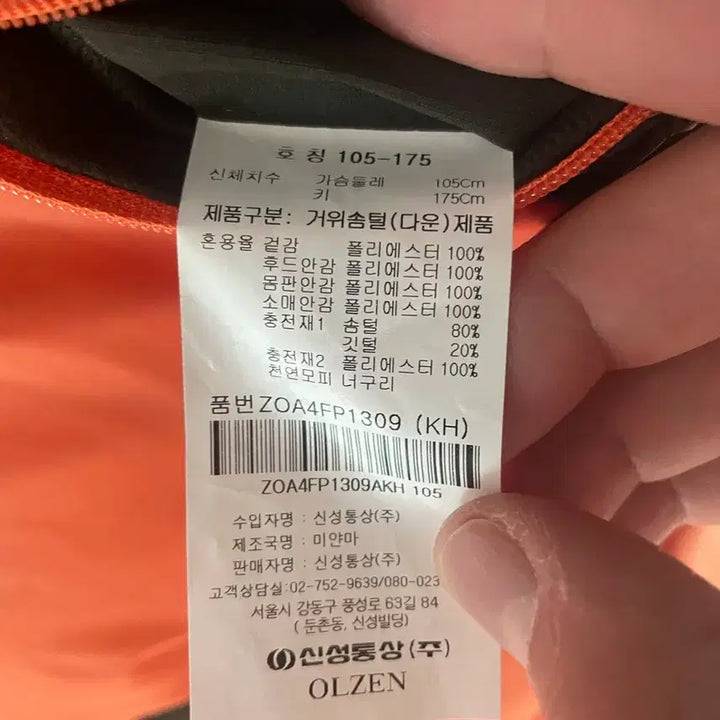 호 칭 105-175
신체치수 가슴둘레 105Cm
키 175Cm
제품구분: 거위솜털(다운)제품
혼용율 겉감 폴리에스터 100%
후드안감 폴리에스터 100%
몸판안감 폴리에스터 100%
소매안감 폴리에스터 100%
충전재1 솜털 80%
깃털 20%
충전재2 폴리에스터 100%
천연모피 너구리
품번 ZOA4FP1309 (KH)
ZOA4FP1309AKH 105
수입자명 : 신성통상(주)
제조국명 : 미얀마
판매자명 : 신성통상(주)
고객상담실:02-752-9639/080-023
서울시 강동구 풍성로 63길 84
( 둔촌동, 신성빌딩)
신성통상(주)
OLZEN